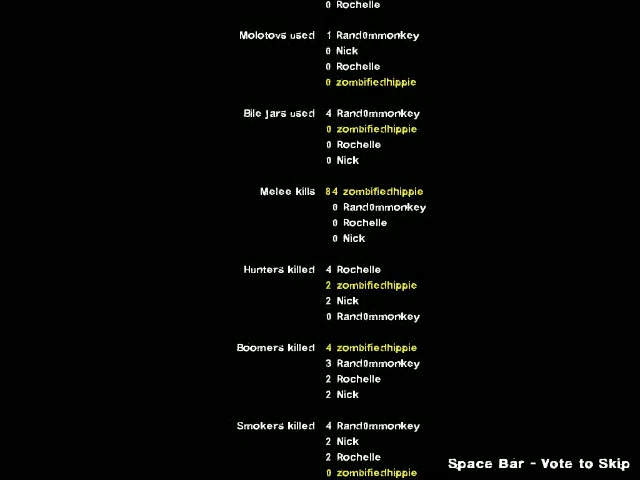 0 Rochelle
Molotovs used 1 Rand0mmonkey
0 Nick
0 Rochelle
0 zombifiedhippie
Bile jars used 4 Rand0mmonkey
0 zombifiedhippie
0 Rochelle
0 Nick
Melee kills 84 zombifiedhippie
0 Rand0mmonkey
0 Rochelle
0 Nick
Hunters killed 4 Rochelle
2 zombifiedhippie
2 Nick
0 Rand0mmonkey
Boomers killed 4 zombifiedhippie
3 Rand0mmonkey
2 Rochelle
2 Nick
Smokers killed 4 Rand0mmonkey
2 Nick
2 Rochelle
0 zombifiedhippie
Space Bar - Vote to Skip